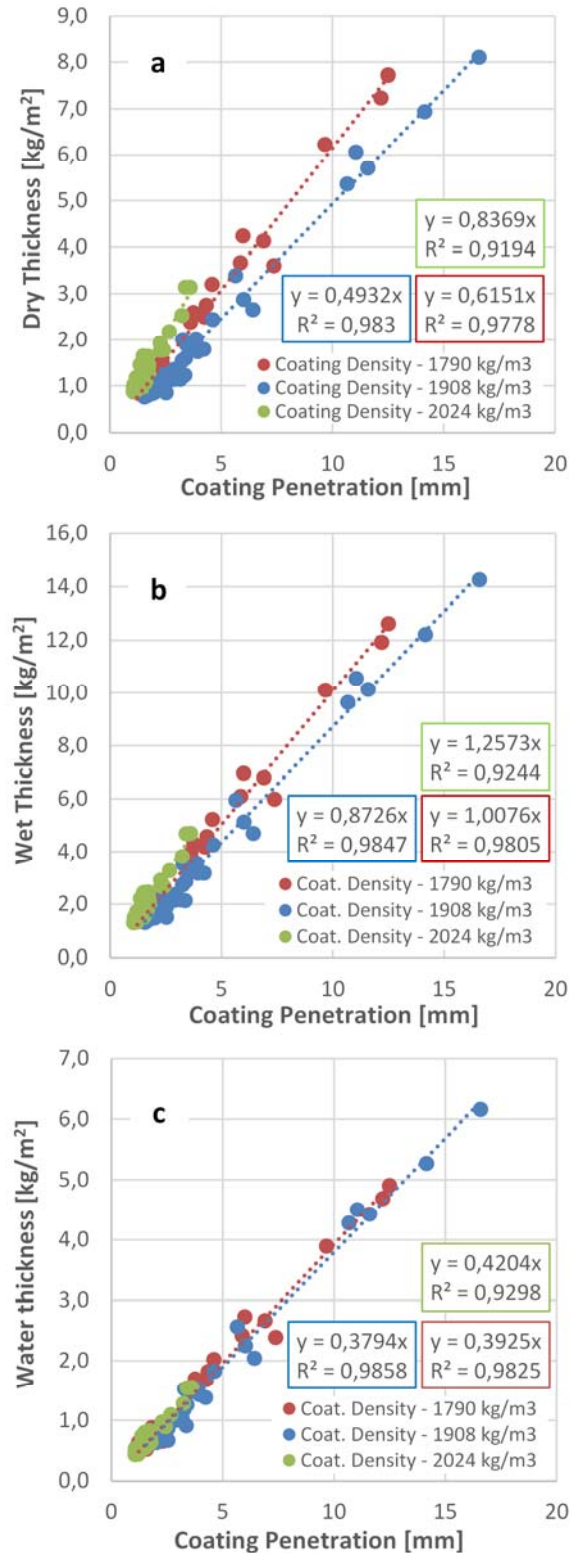 9,0
8,0
7,0
6,0
5,0
4,0
3,0
2,0
1,0
0,0
Dry Thickness [kg/m²]
a
y = 0,8369x
R² = 0,9194
y = 0,4932x
R² = 0,983
y = 0,6151x
R² = 0,9778
Coating Density - 1790 kg/m3
Coating Density - 1908 kg/m3
Coating Density - 2024 kg/m3
0 5 10 15 20
Coating Penetration [mm]
16,0
14,0
12,0
10,0
8,0
6,0
4,0
2,0
0,0
Wet Thickness [kg/m²]
b
y = 1,2573x
R² = 0,9244
y = 0,8726x
R² = 0,9847
y = 1,0076x
R² = 0,9805
Coat. Density - 1790 kg/m3
Coat. Density - 1908 kg/m3
Coat. Density - 2024 kg/m3
0 5 10 15 20
Coating Penetration [mm]
7,0
6,0
5,0
4,0
3,0
2,0
1,0
0,0
Water thickness [kg/m²]
c
y = 0,4204x
R² = 0,9298
y = 0,3794x
R² = 0,9858
y = 0,3925x
R² = 0,9825
Coat. Density - 1790 kg/m3
Coat. Density - 1908 kg/m3
Coat. Density - 2024 kg/m3
0 5 10 15 20
Coating Penetration [mm]